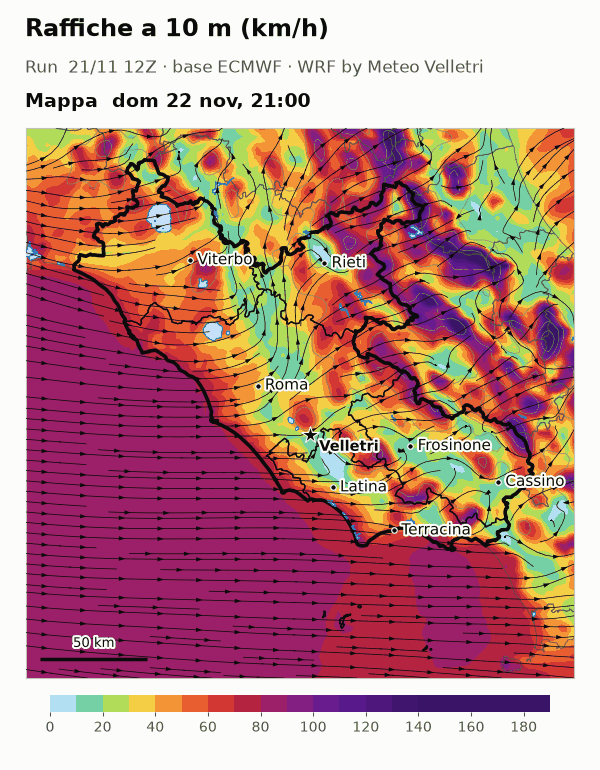 Raffiche a 10 m (km/h)
Run  21/11 12Z · base ECMWF · WRF by Meteo Velletri
Mappa  dom 22 nov, 21:00
Viterbo
Rieti
Roma
Velletri
Frosinone
Cassino
Latina
Terracina
50 km
0 20 40 60 80 100 120 140 160 180